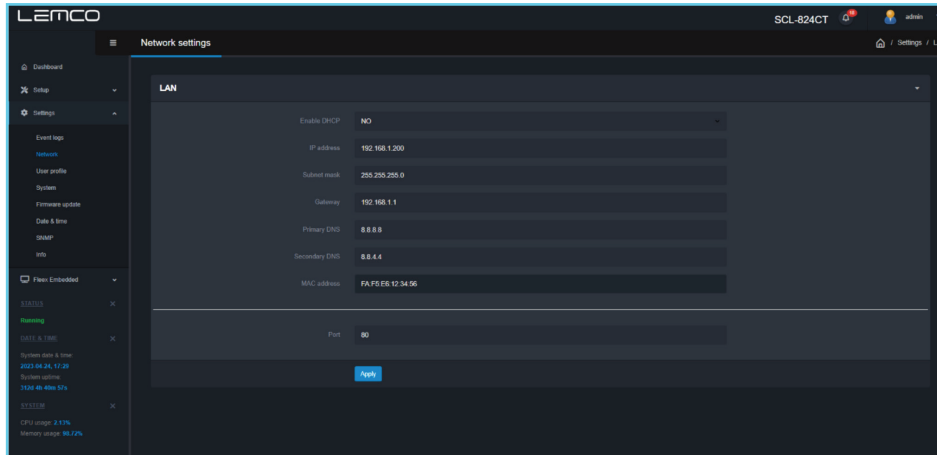 LEMCO
SCL-824CT
admin
Network settings
/ Settings / L
Dashboard
Setup
Settings
Event logs
Network
User profile
System
Firmware update
Date & time
SNMP
Info
Flexi Embedded
STATUS
Running
DATE & TIME
System date & time:
2023-04-24, 17:20
System uptime:
312d 4h 49m 57s
SYSTEM
CPU usage: 2.13%
Memory usage: 90.72%
LAN
Enable DHCP NO
IP address 192.168.1.200
Subnet mask 255.255.255.0
Gateway 192.168.1.1
Primary DNS 8.8.8.8
Secondary DNS 8.8.4.4
MAC address FA:F5:E6:12:34:56
Port 80
Apply